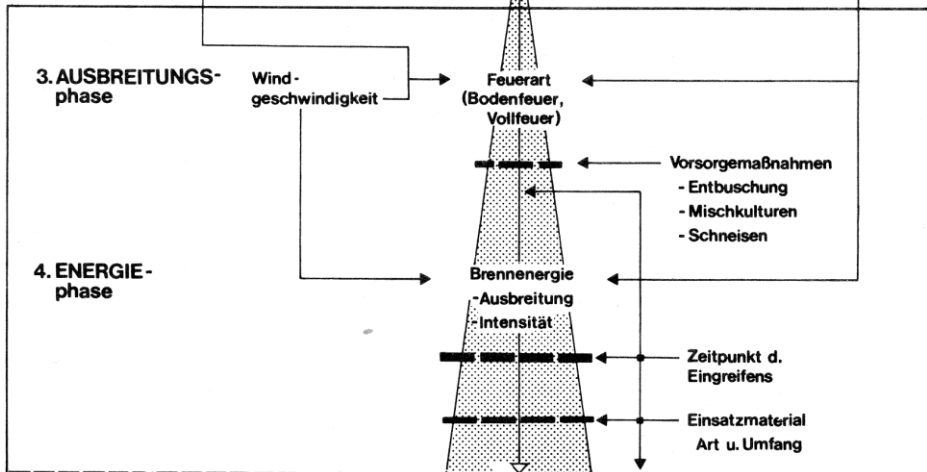 3. AUSBREITUNGS-
phase
Wind-
geschwindigkeit
Feuerart
(Bodenfeuer,
Vollfeuer)
Vorsorgemaßnahmen
- Entbuschung
- Mischkulturen
- Schneisen
4. ENERGIE-
phase
Brennenergie
-Ausbreitung
-Intensität
Zeitpunkt d.
Eingreifens
Einsatzmaterial
Art u. Umfang